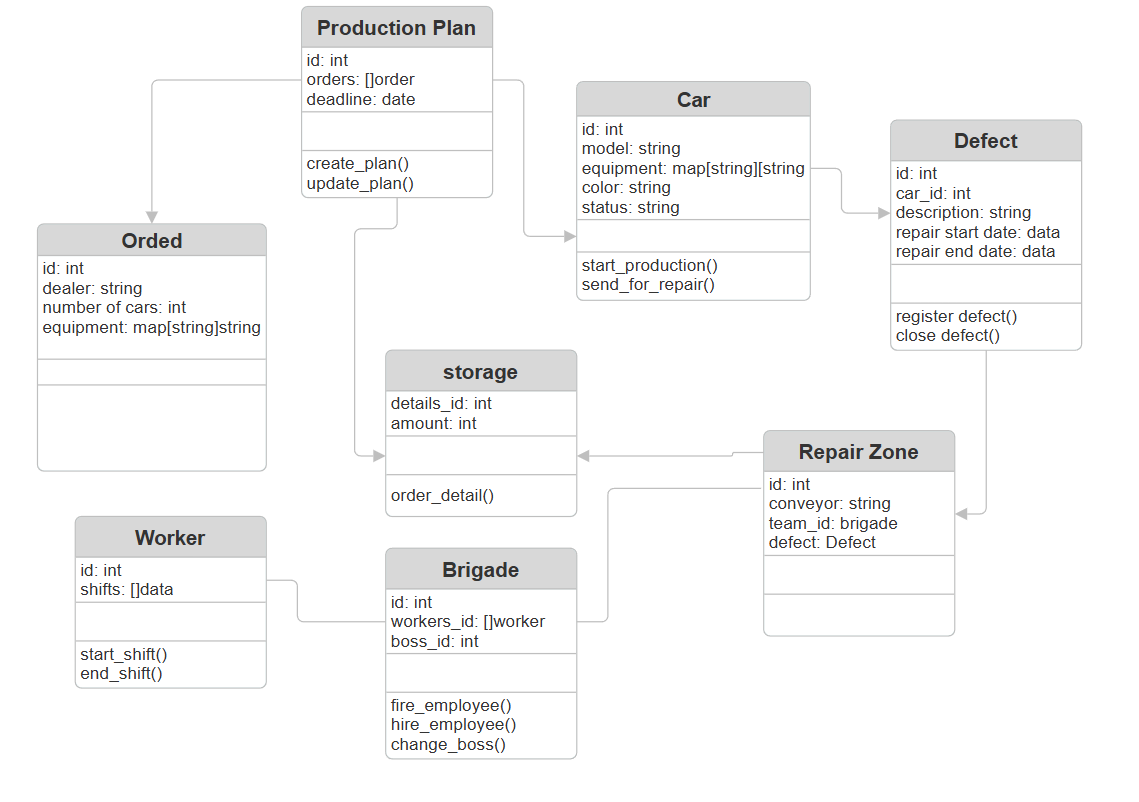 Production Plan
id: int
orders: []order
deadline: date
create_plan()
update_plan()
Car
id: int
model: string
equipment: map[string][string
color: string
status: string
start_production()
send_for_repair()
Defect
id: int
car_id: int
description: string
repair start date: data
repair end date: data
register defect()
close defect()
Orded
id: int
dealer: string
number of cars: int
equipment: map[string]string
storage
details_id: int
amount: int
order_detail()
Repair Zone
id: int
conveyor: string
team_id: brigade
defect: Defect
Worker
id: int
shifts: []data
start_shift()
end_shift()
Brigade
id: int
workers_id: []worker
boss_id: int
fire_employee()
hire_employee()
change_boss()